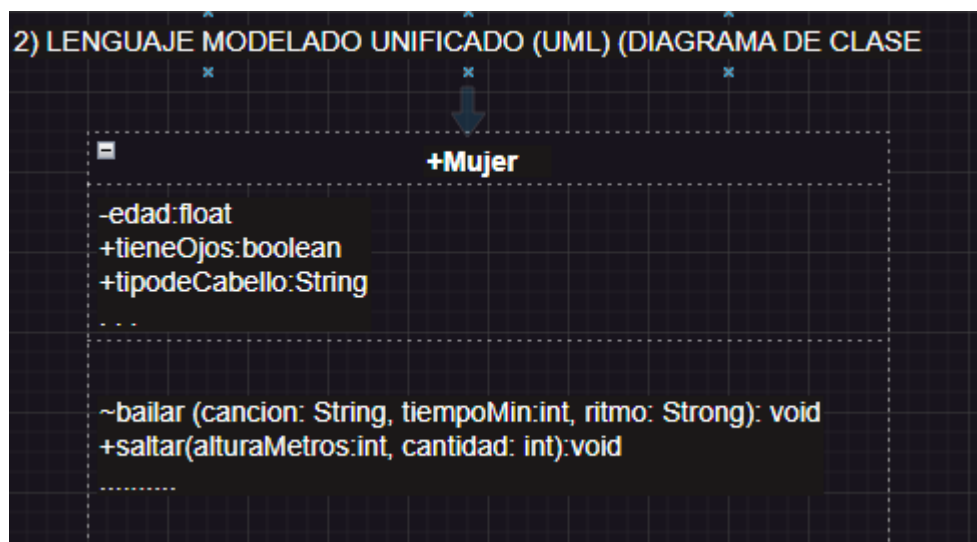 2) LENGUAJE MODELADO UNIFICADO (UML) (DIAGRAMA DE CLASE
+Mujer
-edad:float
+tieneOjos:boolean
+tipodeCabello:String
. . .
~bailar (cancion: String, tiempoMin:int, ritmo: Strong): void
+saltar(alturaMetros:int, cantidad: int):void
..........